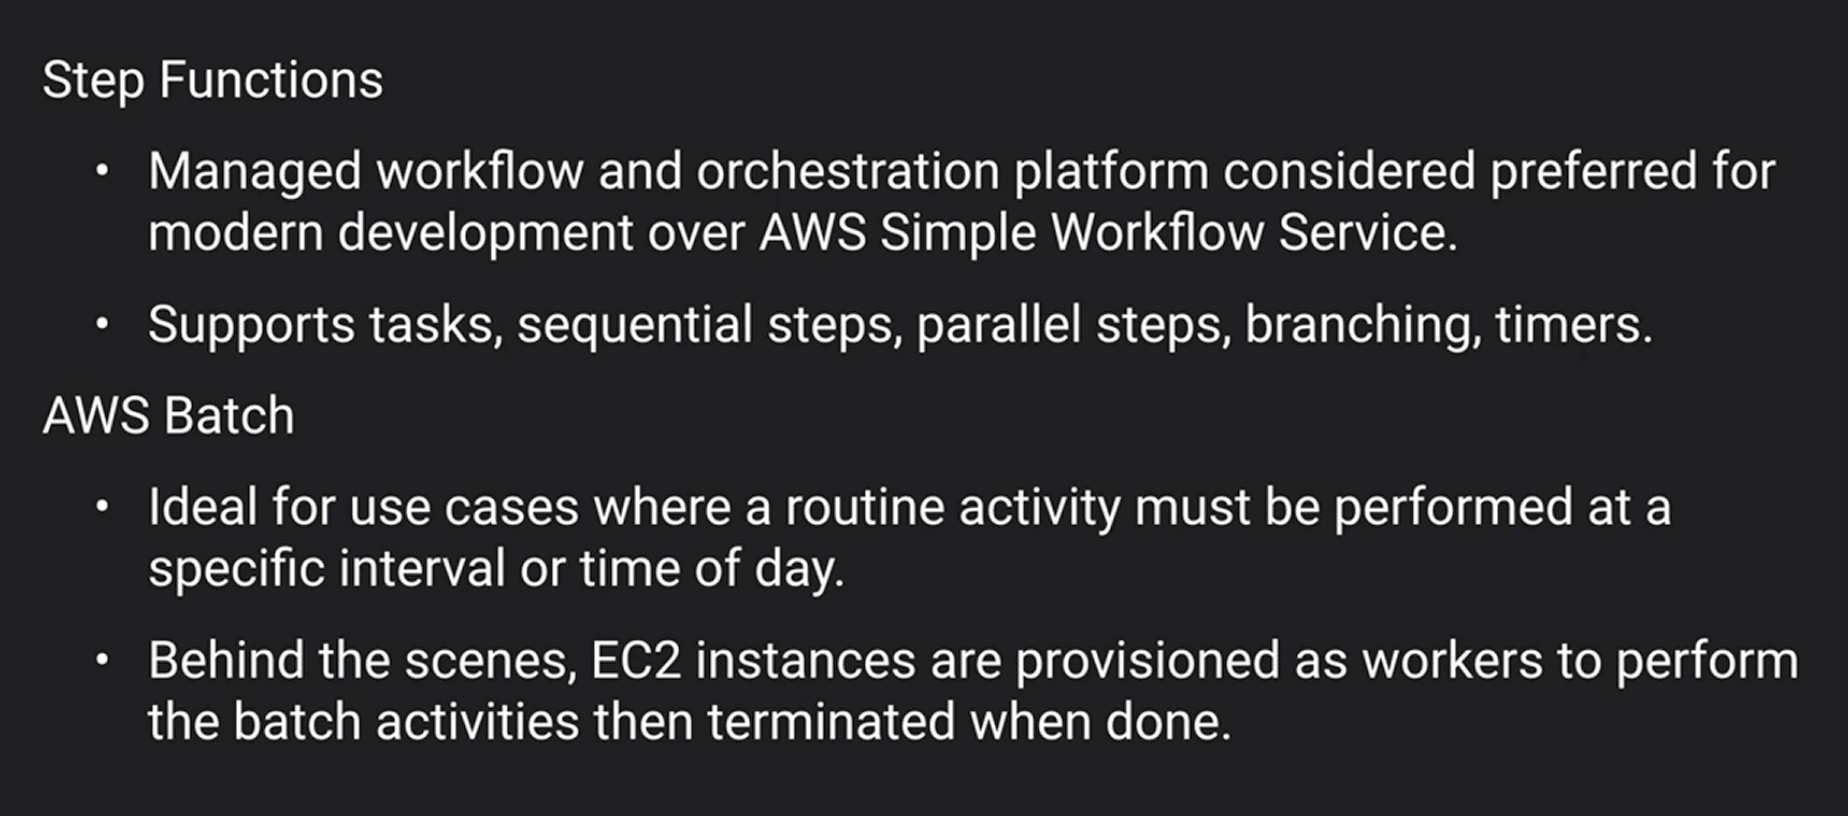 Step Functions
• Managed workflow and orchestration platform considered preferred for
modern development over AWS Simple Workflow Service.
• Supports tasks, sequential steps, parallel steps, branching, timers.
AWS Batch
• Ideal for use cases where a routine activity must be performed at a
specific interval or time of day.
• Behind the scenes, EC2 instances are provisioned as workers to perform
the batch activities then terminated when done.